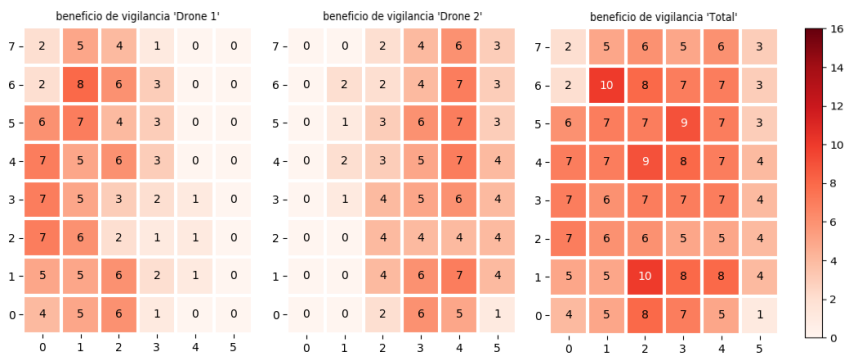 beneficio de vigilancia 'Drone 1' beneficio de vigilancia 'Drone 2' beneficio de vigilancia 'Total'
7 2 5 4 1 0 0 7 0 0 2 4 6 3 7 2 5 6 5 6 3 16
6 2 8 6 3 0 0 6 0 2 2 4 7 3 6 2 10 8 7 7 3 14
5 6 7 4 3 0 0 5 0 1 3 6 7 3 5 6 7 7 9 7 3 12
4 7 5 6 3 0 0 4 0 2 3 5 7 4 4 7 7 9 8 7 4 10
8
3 7 5 3 2 1 0 3 0 1 4 5 6 4 3 7 6 7 7 7 4 6
2 7 6 2 1 1 0 2 0 0 4 4 4 4 2 7 6 6 5 5 4 4
1 5 5 6 2 1 0 1 0 0 4 6 7 4 1 5 5 10 8 8 4 2
0 4 5 6 1 0 0 0 0 0 2 6 5 1 0 4 5 8 7 5 1 0
0 1 2 3 4 5 0 1 2 3 4 5 0 1 2 3 4 5